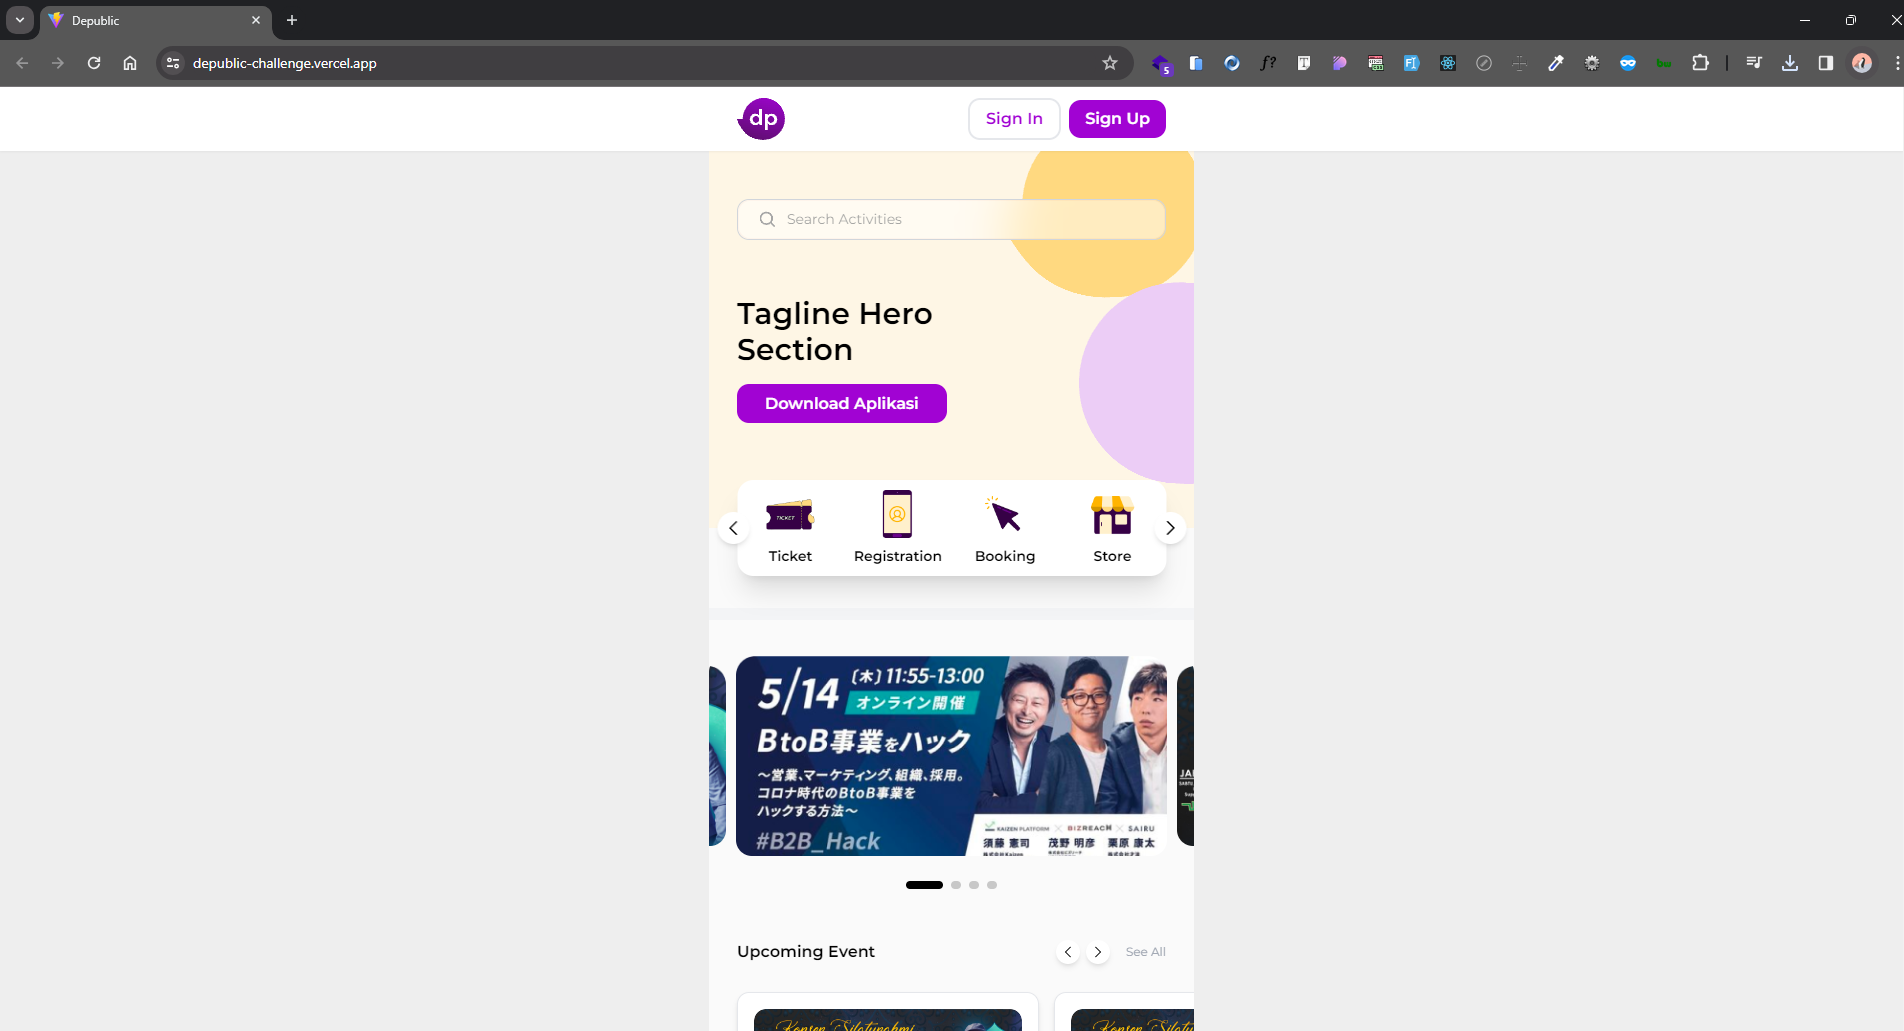 Depublic
depublic-challenge.vercel.app
5
f?
dp
Sign In
Sign Up
Search Activities
Tagline Hero
Section
Download Aplikasi
TICKET
Ticket
Registration
Booking
Store
5/14 〔木〕11:55-13:00
オンライン開催
BtoB事業をハック
〜営業、マーケティング、組織、採用。
コロナ時代のBtoB事業を
ハックする方法〜
#B2B_Hack
KAIZEN PLATFORM × BIZREACH × SAIRU
須藤 憲司 茂野 明彦 栗原 康太
Upcoming Event
See All
Konsen Silaturahmi